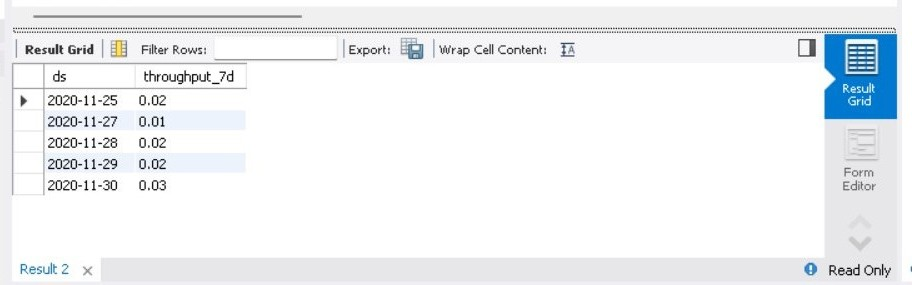 Result Grid Filter Rows: Export: Wrap Cell Content: IA
ds throughput_7d
2020-11-25 0.02
2020-11-27 0.01
2020-11-28 0.02
2020-11-29 0.02
2020-11-30 0.03
Result
Grid
Form
Editor
Result 2 × Read Only